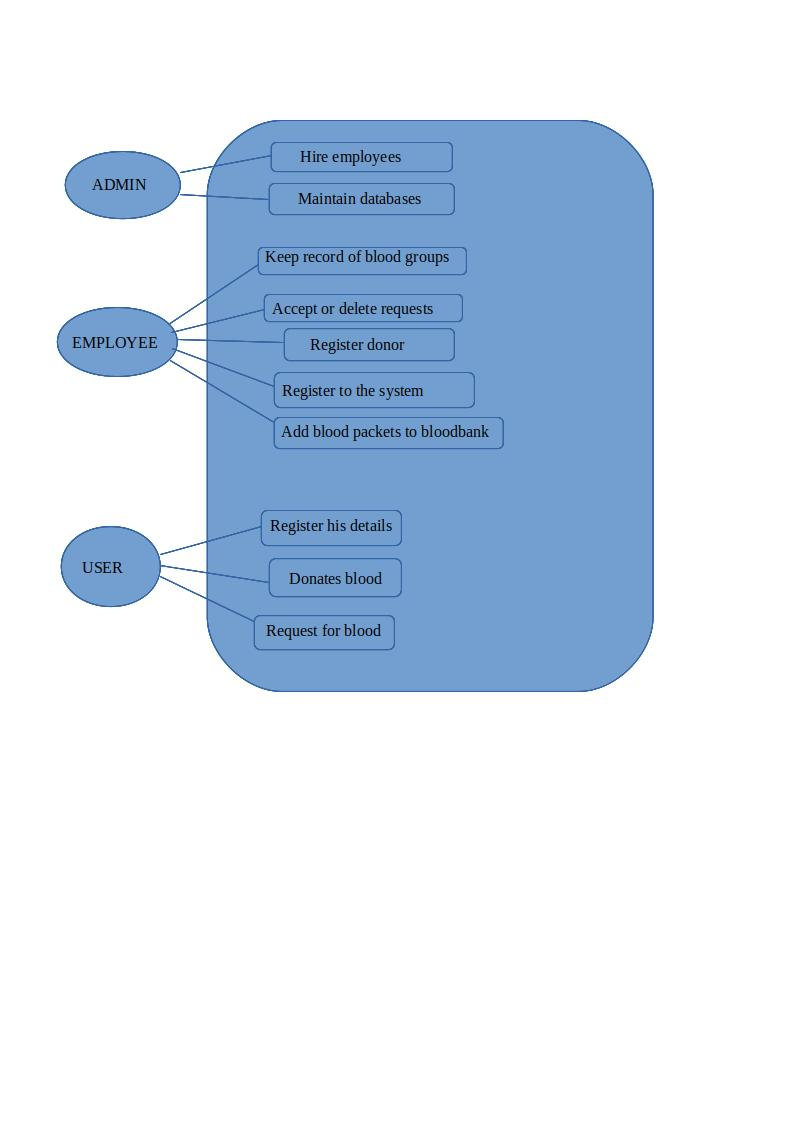 ADMIN
Hire employees
Maintain databases
EMPLOYEE
Keep record of blood groups
Accept or delete requests
Register donor
Register to the system
Add blood packets to bloodbank
USER
Register his details
Donates blood
Request for blood